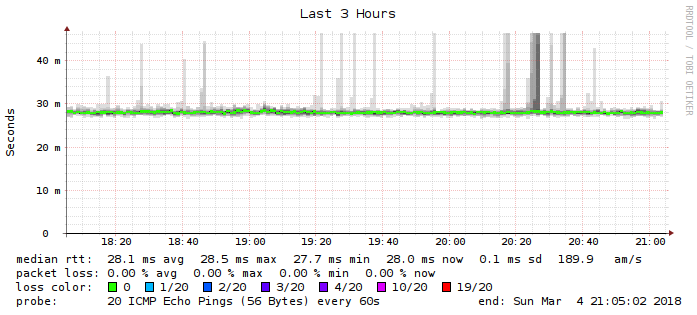 Last 3 Hours
RRDTOOL / TOBI OETIKER
Seconds
40 m
30 m
20 m
10 m
0
18:20 18:40 19:00 19:20 19:40 20:00 20:20 20:40 21:00
median rtt: 28.1 ms avg 28.5 ms max 27.7 ms min 28.0 ms now 0.1 ms sd 189.9 am/s
packet loss: 0.00 % avg 0.00 % max 0.00 % min 0.00 % now
loss color: 0 1/20 2/20 3/20 4/20 10/20 19/20
probe: 20 ICMP Echo Pings (56 Bytes) every 60s end: Sun Mar 4 21:05:02 2018